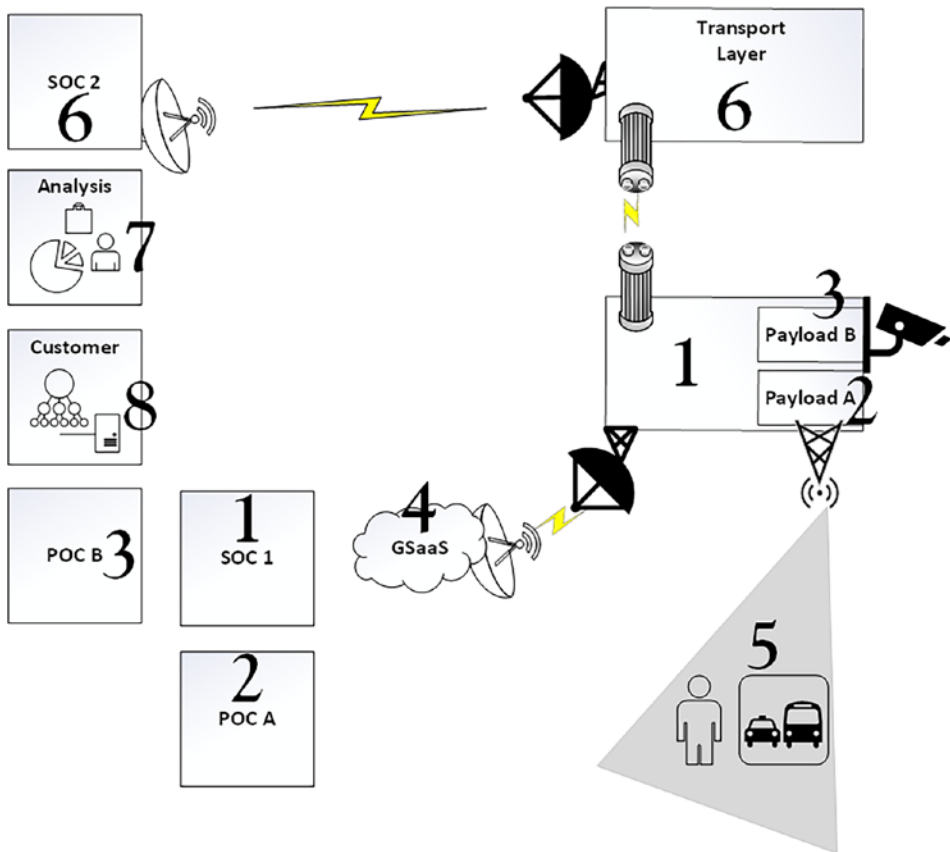 SOC 2
6
Transport
Layer
6
Analysis
7
3
Payload B
1
Payload A
2
Customer
8
4
GSaaS
POC B
3
1
SOC 1
2
POC A
5